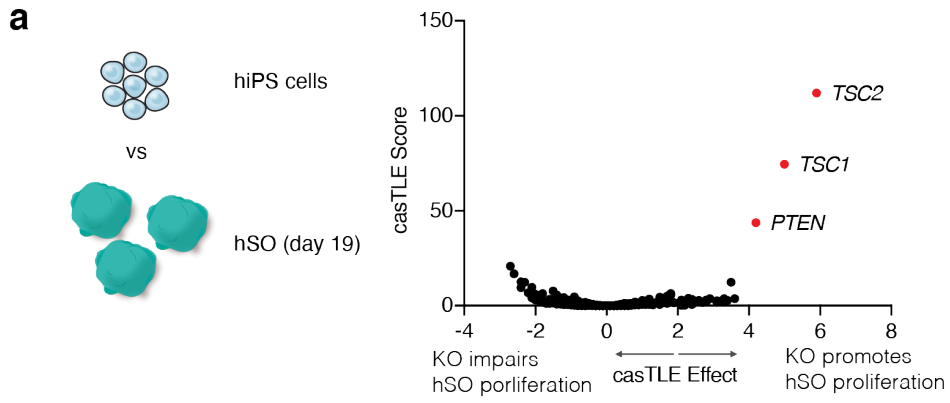 a
hiPS cells
vs
hSO (day 19)
casTLE Score
150
100
50
0
TSC2
TSC1
PTEN
-4
-2
0
2
4
6
8
KO impairs
hSO porliferation
casTLE Effect
KO promotes
hSO proliferation